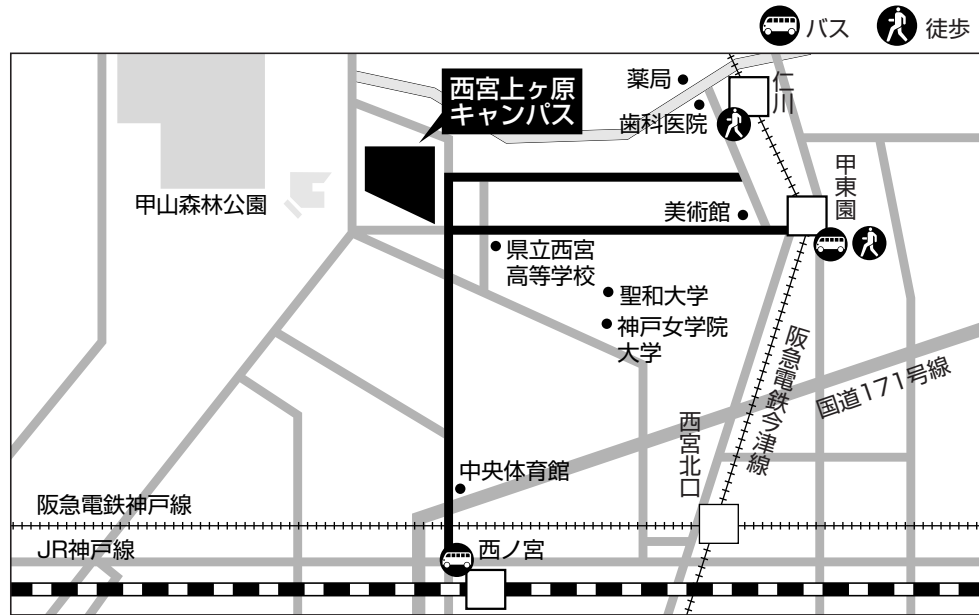 バス
徒歩
西宮上ヶ原
キャンパス
薬局
仁川
歯科医院
甲東園
甲山森林公園
美術館
県立西宮
高等学校
聖和大学
神戸女学院
大学
阪急電鉄今津線
国道171号線
西宮北口
中央体育館
阪急電鉄神戸線
JR神戸線
西ノ宮